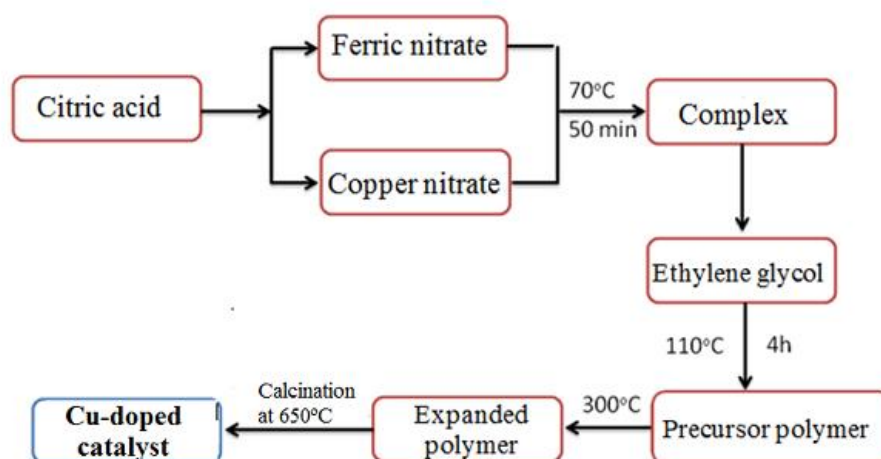 Ferric nitrate
Citric acid
70°C
50 min
Complex
Copper nitrate
Ethylene glycol
110°C 4h
Precursor polymer
300°C
Expanded
polymer
Calcination
at 650°C
Cu-doped
catalyst